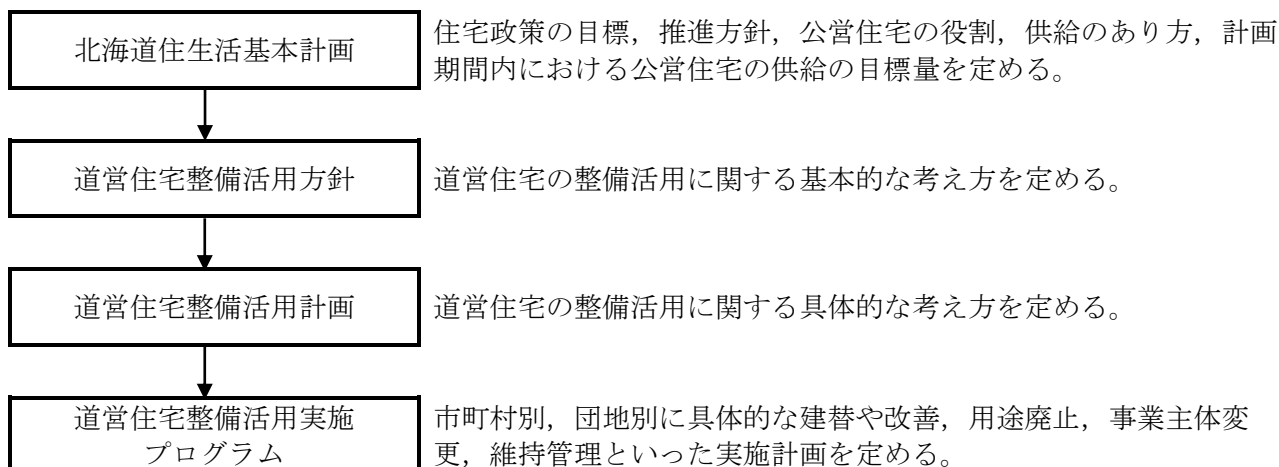 北海道住生活基本計画
住宅政策の目標，推進方針，公営住宅の役割，供給のあり方，計画
期間内における公営住宅の供給の目標量を定める。
道営住宅整備活用方針
道営住宅の整備活用に関する基本的な考え方を定める。
道営住宅整備活用計画
道営住宅の整備活用に関する具体的な考え方を定める。
道営住宅整備活用実施
プログラム
市町村別，団地別に具体的な建替や改善，用途廃止，事業主体変
更，維持管理といった実施計画を定める。